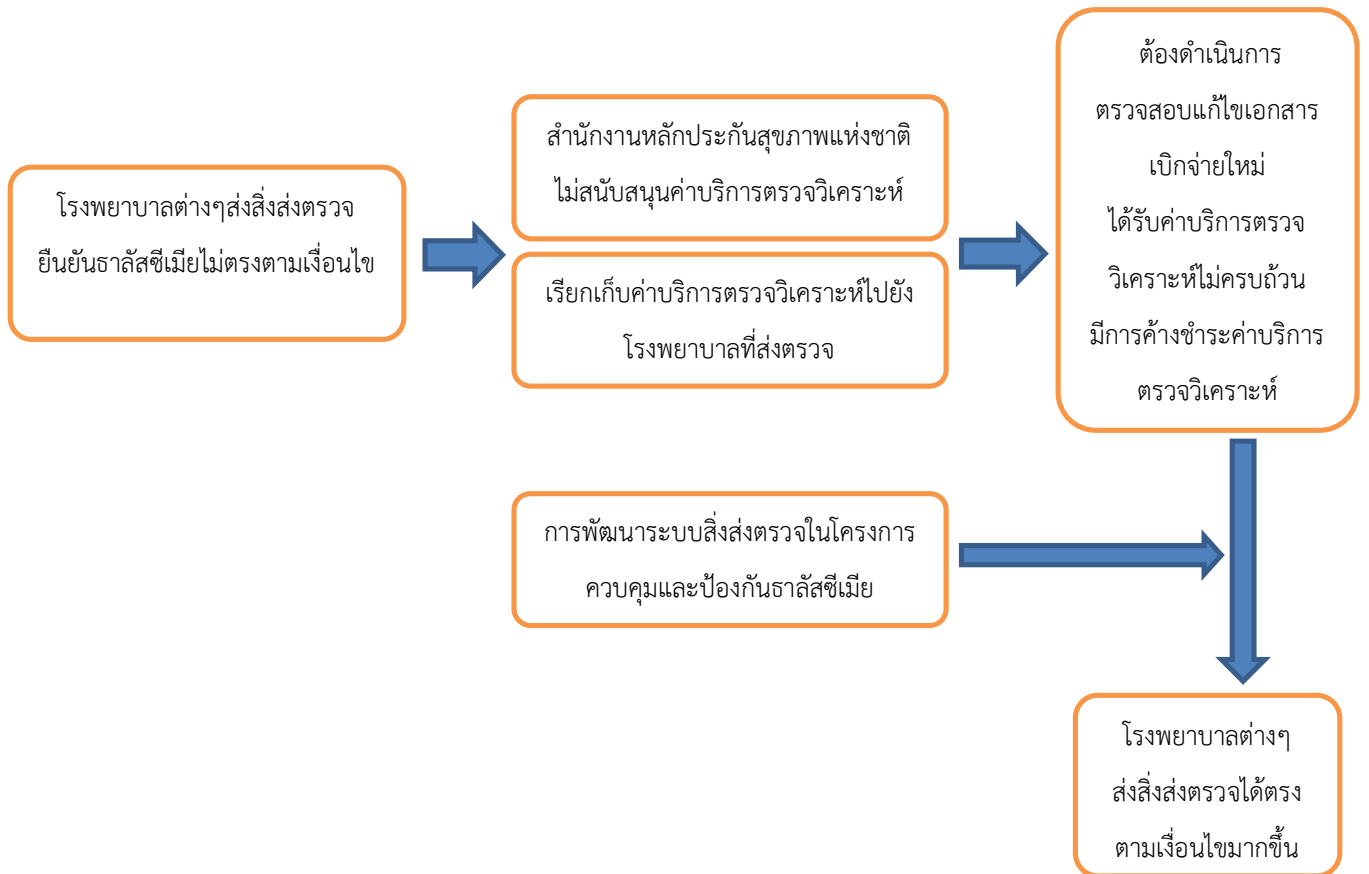 โรงพยาบาลต่างๆส่งสิ่งส่งตรวจ
ยืนยันธาลัสซีเมียไม่ตรงตามเงื่อนไข
สำนักงานหลักประกันสุขภาพแห่งชาติ
ไม่สนับสนุนค่าบริการตรวจวิเคราะห์
เรียกเก็บค่าบริการตรวจวิเคราะห์ไปยัง
โรงพยาบาลที่ส่งตรวจ
ต้องดำเนินการ
ตรวจสอบแก้ไขเอกสาร
เบิกจ่ายใหม่
ได้รับค่าบริการตรวจ
วิเคราะห์ไม่ครบถ้วน
มีการค้างชำระค่าบริการ
ตรวจวิเคราะห์
การพัฒนาระบบสิ่งส่งตรวจในโครงการ
ควบคุมและป้องกันธาลัสซีเมีย
โรงพยาบาลต่างๆ
ส่งสิ่งส่งตรวจได้ตรง
ตามเงื่อนไขมากขึ้น